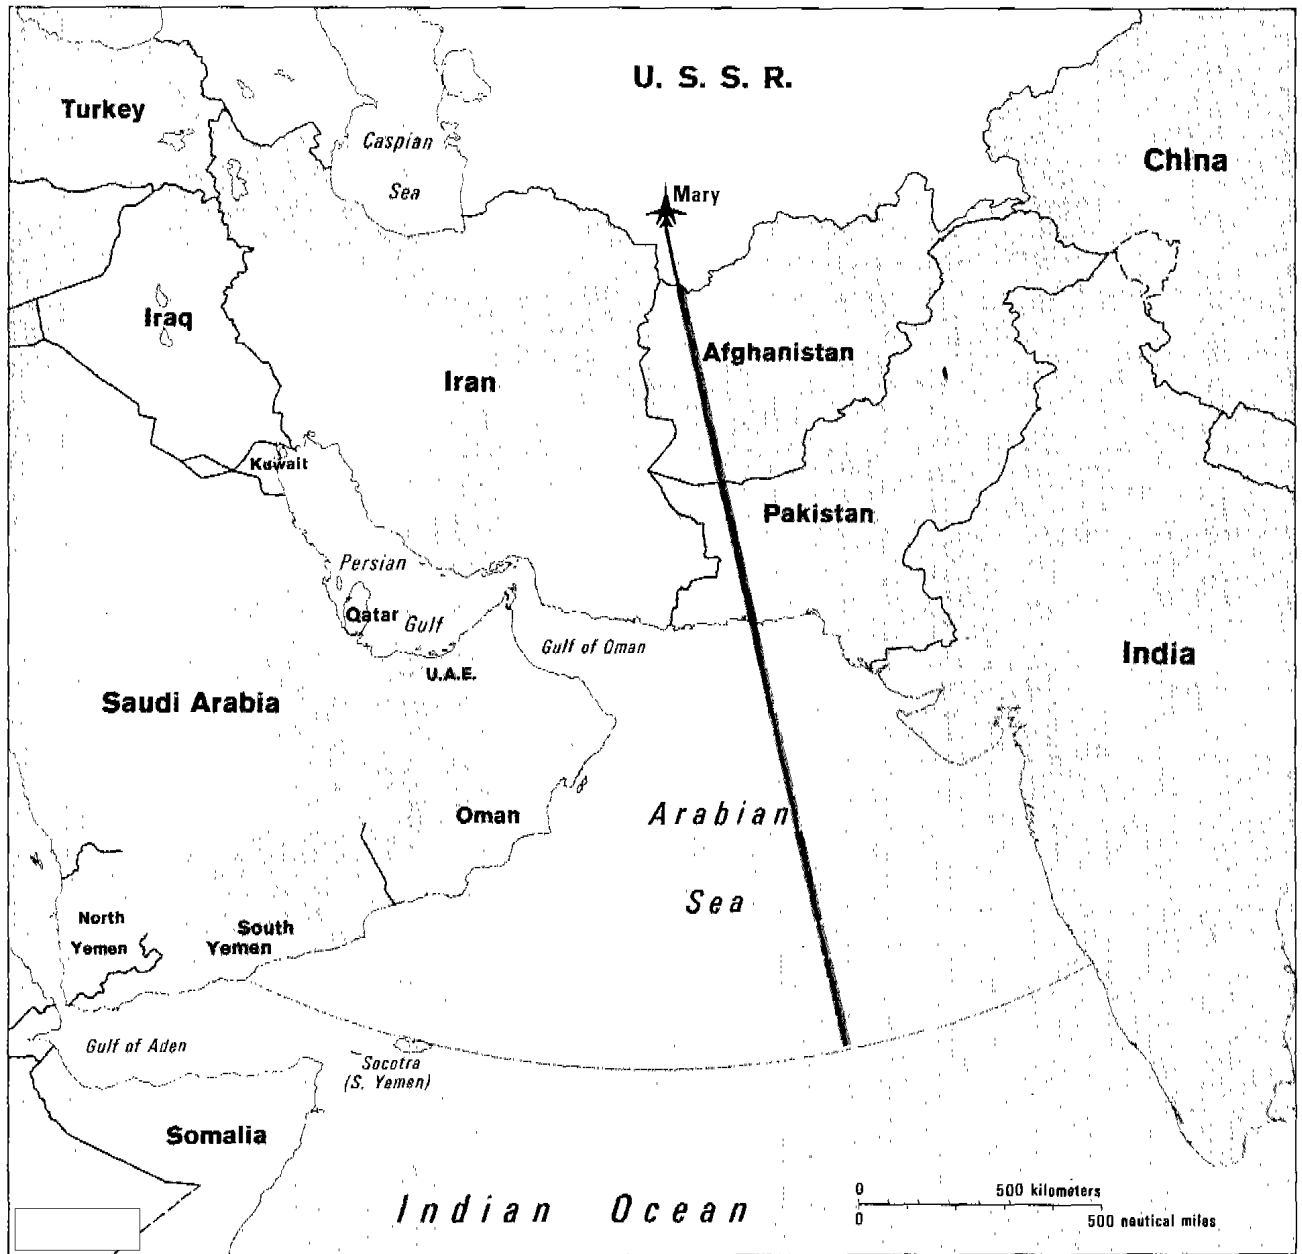 U. S. S. R.
Turkey
Caspian
Sea
China
Mary
Iraq
Afghanistan
Iran
Kuwait
Pakistan
Persian
Gulf
Qatar
Gulf of Oman
U.A.E.
India
Saudi Arabia
Oman
Arabian
Sea
North
Yemen
South
Yemen
Gulf of Aden
Socotra
(S. Yemen)
Somalia
Indian Ocean
0 500 kilometers
0 500 nautical miles